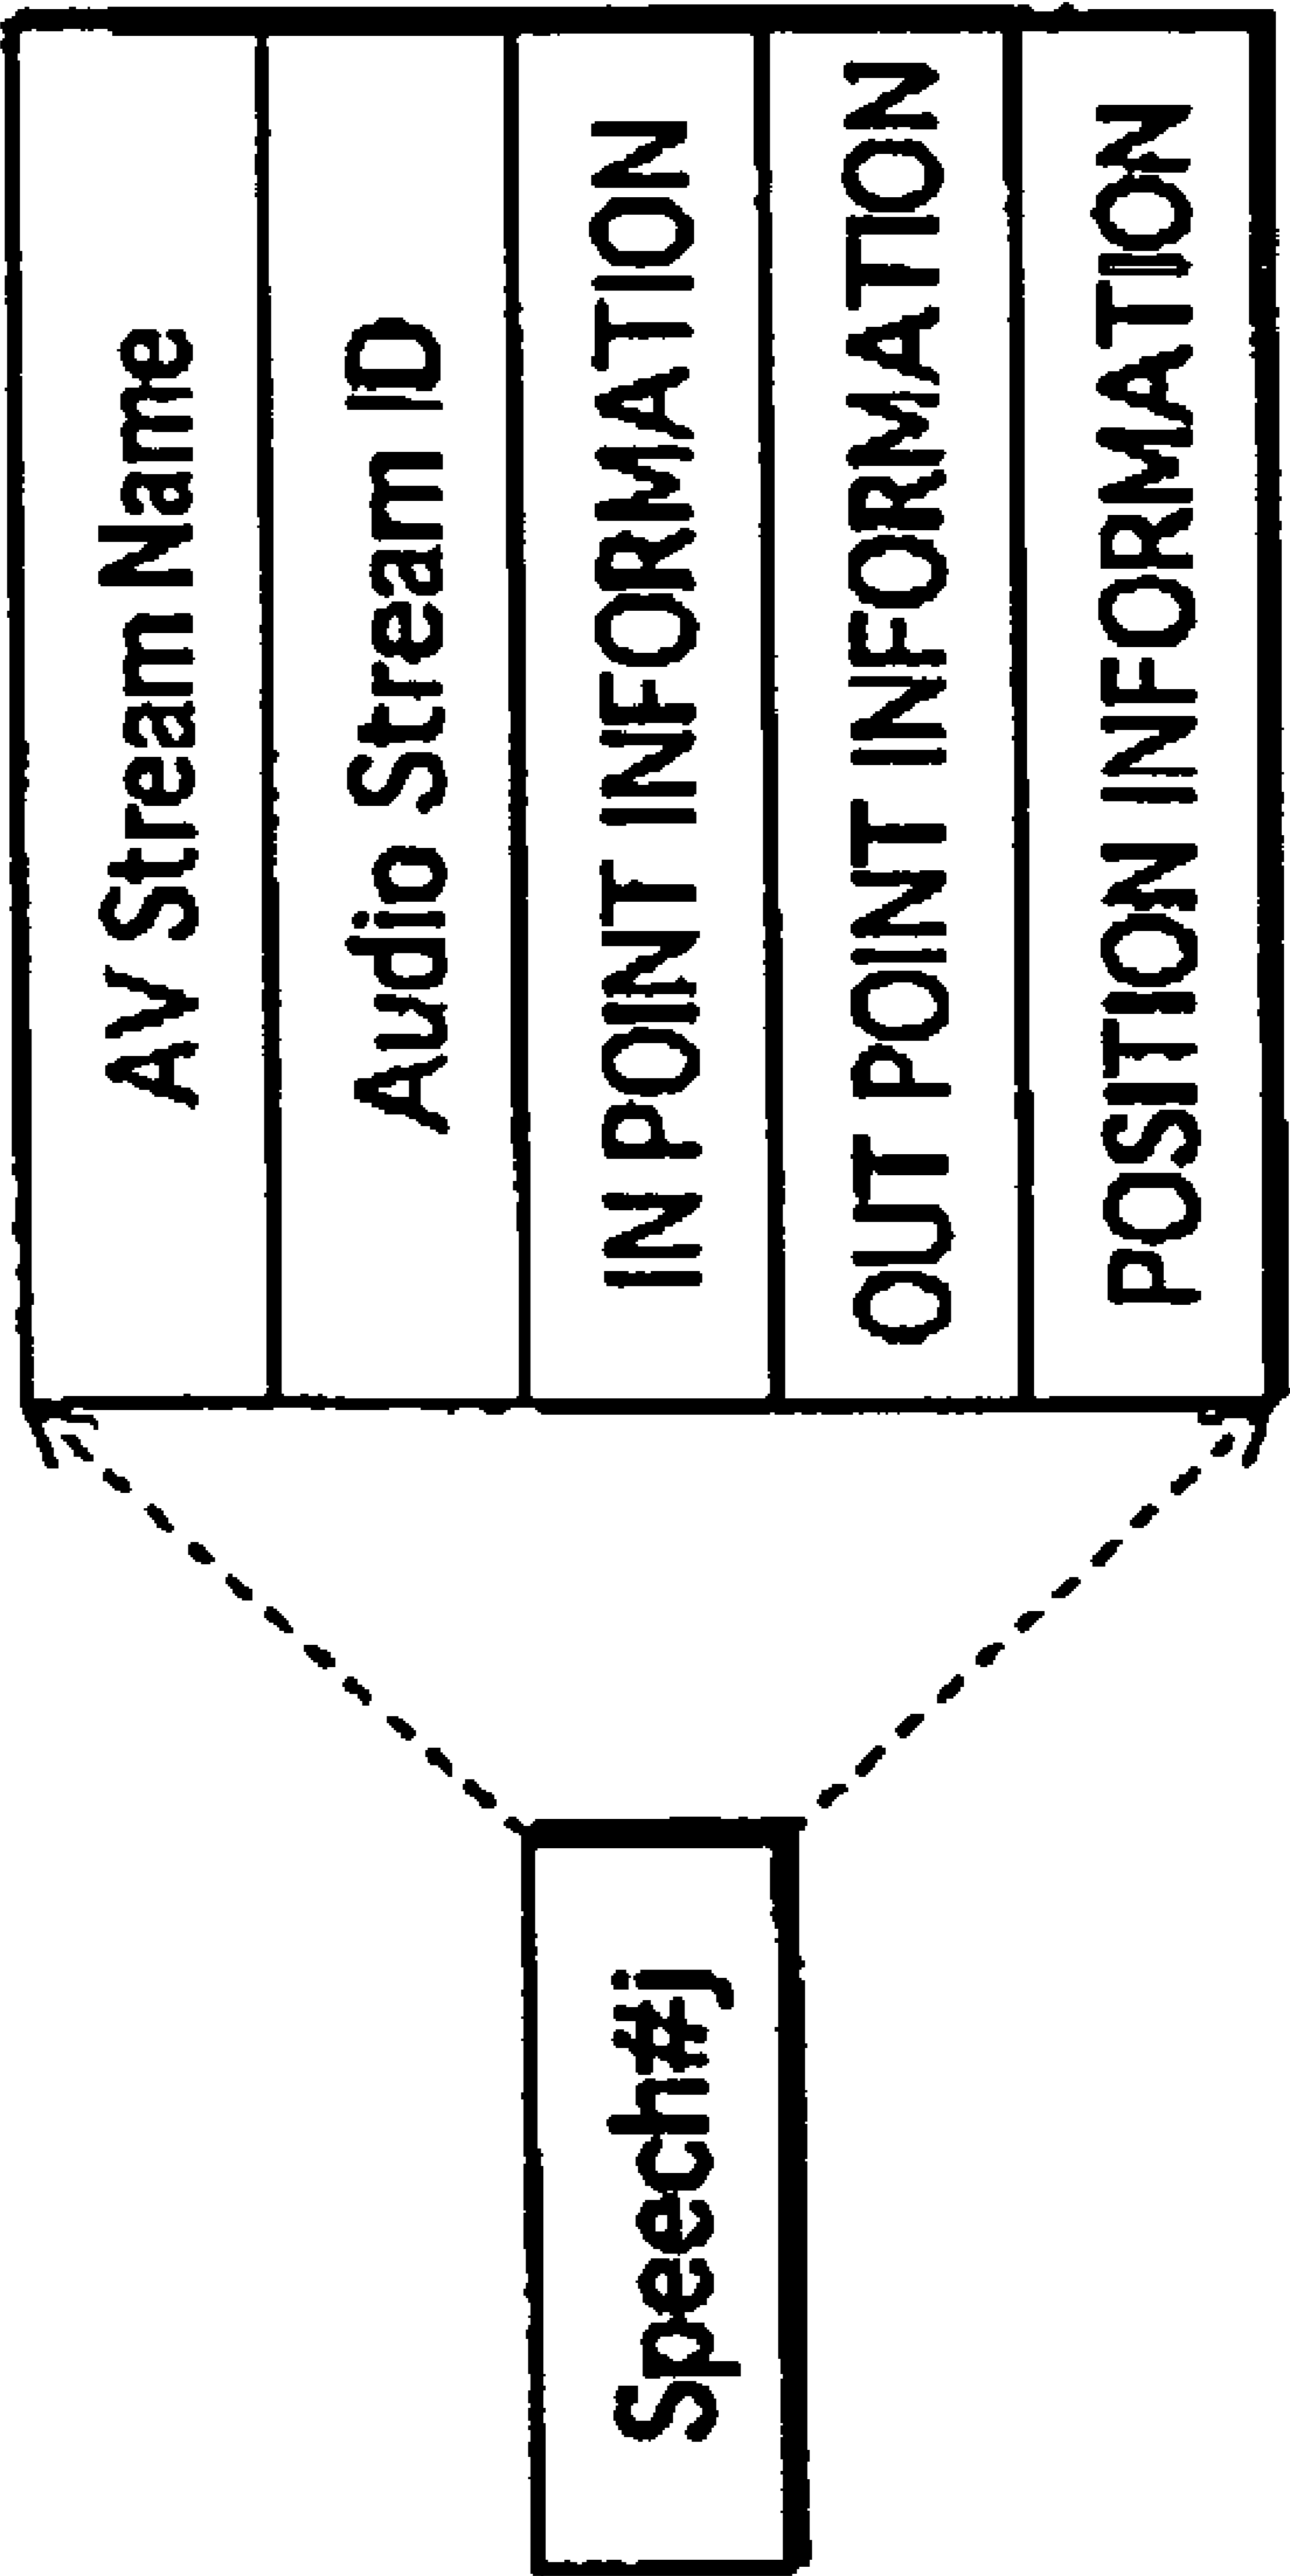 Speech#j
AV Stream Name
Audio Stream ID
IN POINT INFORMATION
OUT POINT INFORMATION
POSITION INFORMATION